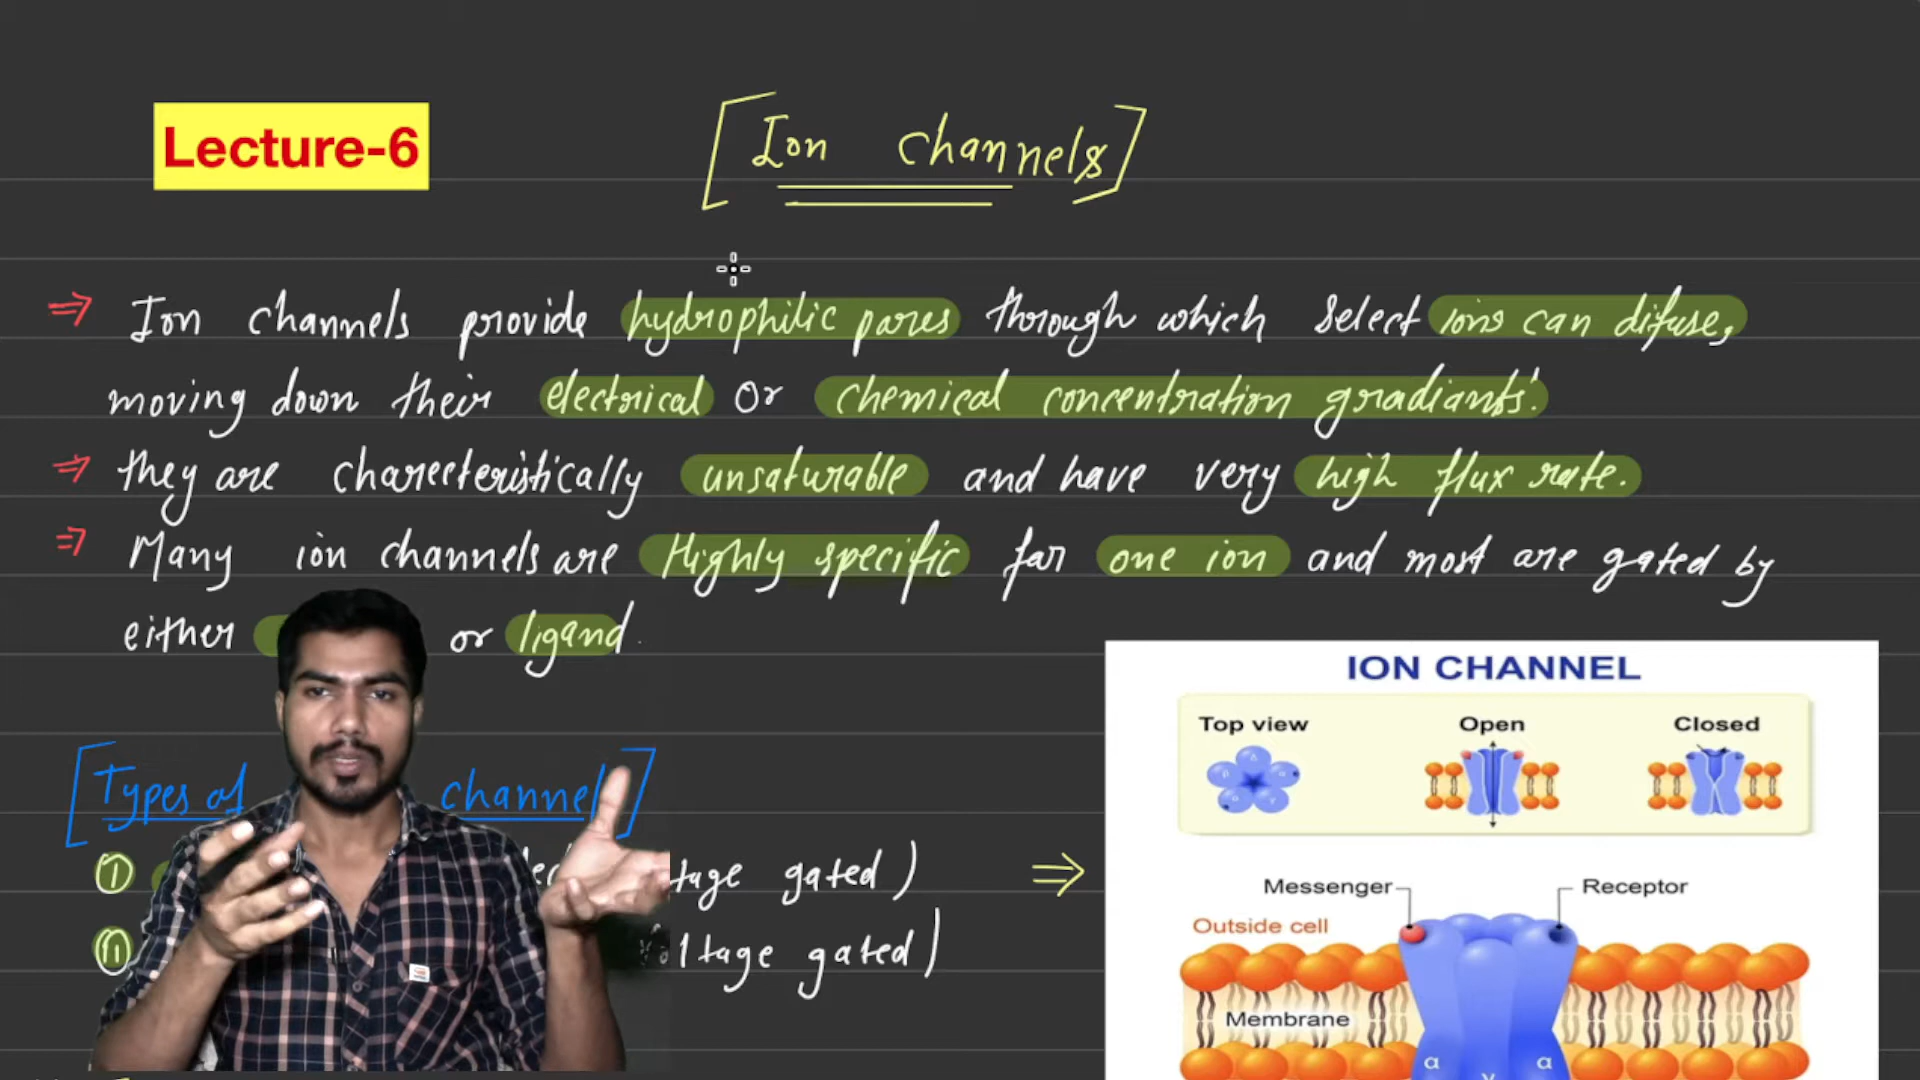 Lecture-6
[Ion channels]
⇒ Ion channels provide hydrophilic pores through which select ions can difuse,
moving down their electrical Or chemical concentration gradiants'.
⇒ they are charecteristically unsaturable and have very high flux rate.
⇒ Many ion channels are Highly specific for one ion and most are gated by
either or ligand.
[Types of channel]
① gated) ⇒
② Voltage gated)
ION CHANNEL
Top view Open Closed
Messenger Receptor
Outside cell
Membrane
α γ α